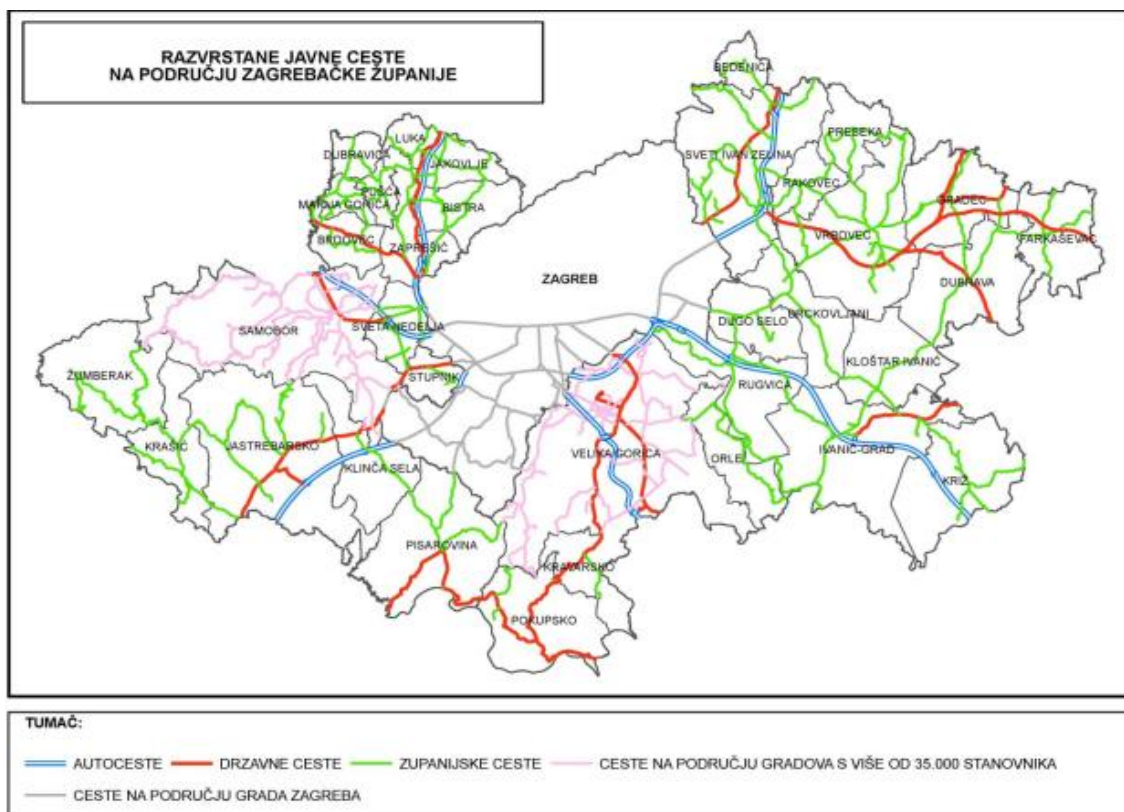 RAZVRSTANE JAVNE CESTE
NA PODRUČJU ZAGREBAČKE ŽUPANIJE
BEDENICA
LUKA
PRESEKA
DUBRAVICA
JAKOVLJE
SVETI IVAN ZELINA
RAKOVEC
PUŠĆA
MARIJA GORICA
BISTRA
GRADEC
BRDOVEC
ZAPREŠIĆ
VRBOVEC
FARKAŠEVAC
ZAGREB
DUBRAVA
SAMOBOR
SVETA NEDELJA
DUGO SELO
BRCKOVLJANI
KLOŠTAR IVANIĆ
ŽUMBERAK
STUPNIK
RUGVICA
KRAŠIĆ
JASTREBARSKO
KLINČA SELA
VELIKA GORICA
ORLE
IVANIĆ-GRAD
KRIŽ
PISAROVINA
KRAVARSKO
POKUPSKO
TUMAČ:
AUTOCESTE
DRZAVNE CESTE
ZUPANIJSKE CESTE
CESTE NA PODRUČJU GRADOVA S VIŠE OD 35.000 STANOVNIKA
CESTE NA PODRUČJU GRADA ZAGREBA